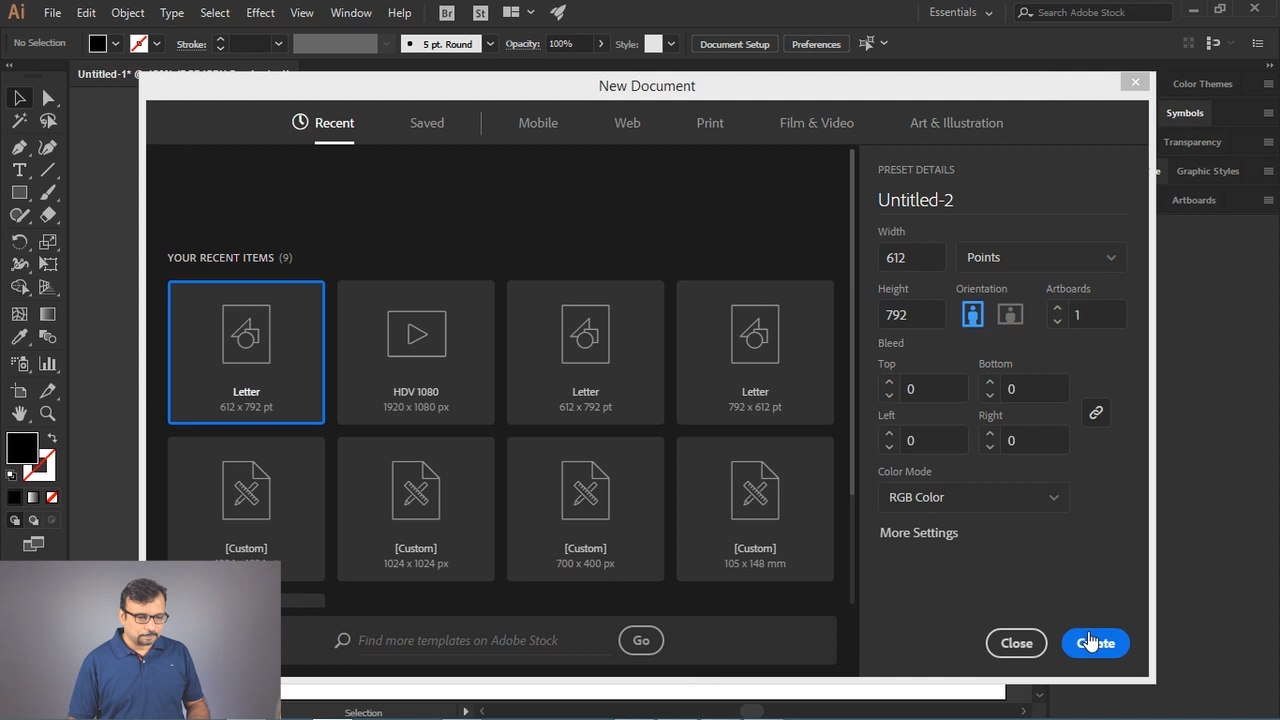 Ai File Edit Object Type Select Effect View Window Help Br St Essentials Search Adobe Stock
No Selection Stroke: 5 pt. Round Opacity: 100% Style: Document Setup Preferences
Untitled-1* @
New Document
Recent Saved Mobile Web Print Film & Video Art & Illustration
Color Themes
Symbols
Transparency
Graphic Styles
Artboards
YOUR RECENT ITEMS (9)
Letter
612 x 792 pt
HDV 1080
1920 x 1080 px
Letter
612 x 792 pt
Letter
792 x 612 pt
[Custom]
[Custom]
1024 x 1024 px
[Custom]
700 x 400 px
[Custom]
105 x 148 mm
Find more templates on Adobe Stock Go
PRESET DETAILS
Untitled-2
Width
612 Points
Height Orientation Artboards
792 1
Bleed
Top Bottom
0 0
Left Right
0 0
Color Mode
RGB Color
More Settings
Close Create
Selection